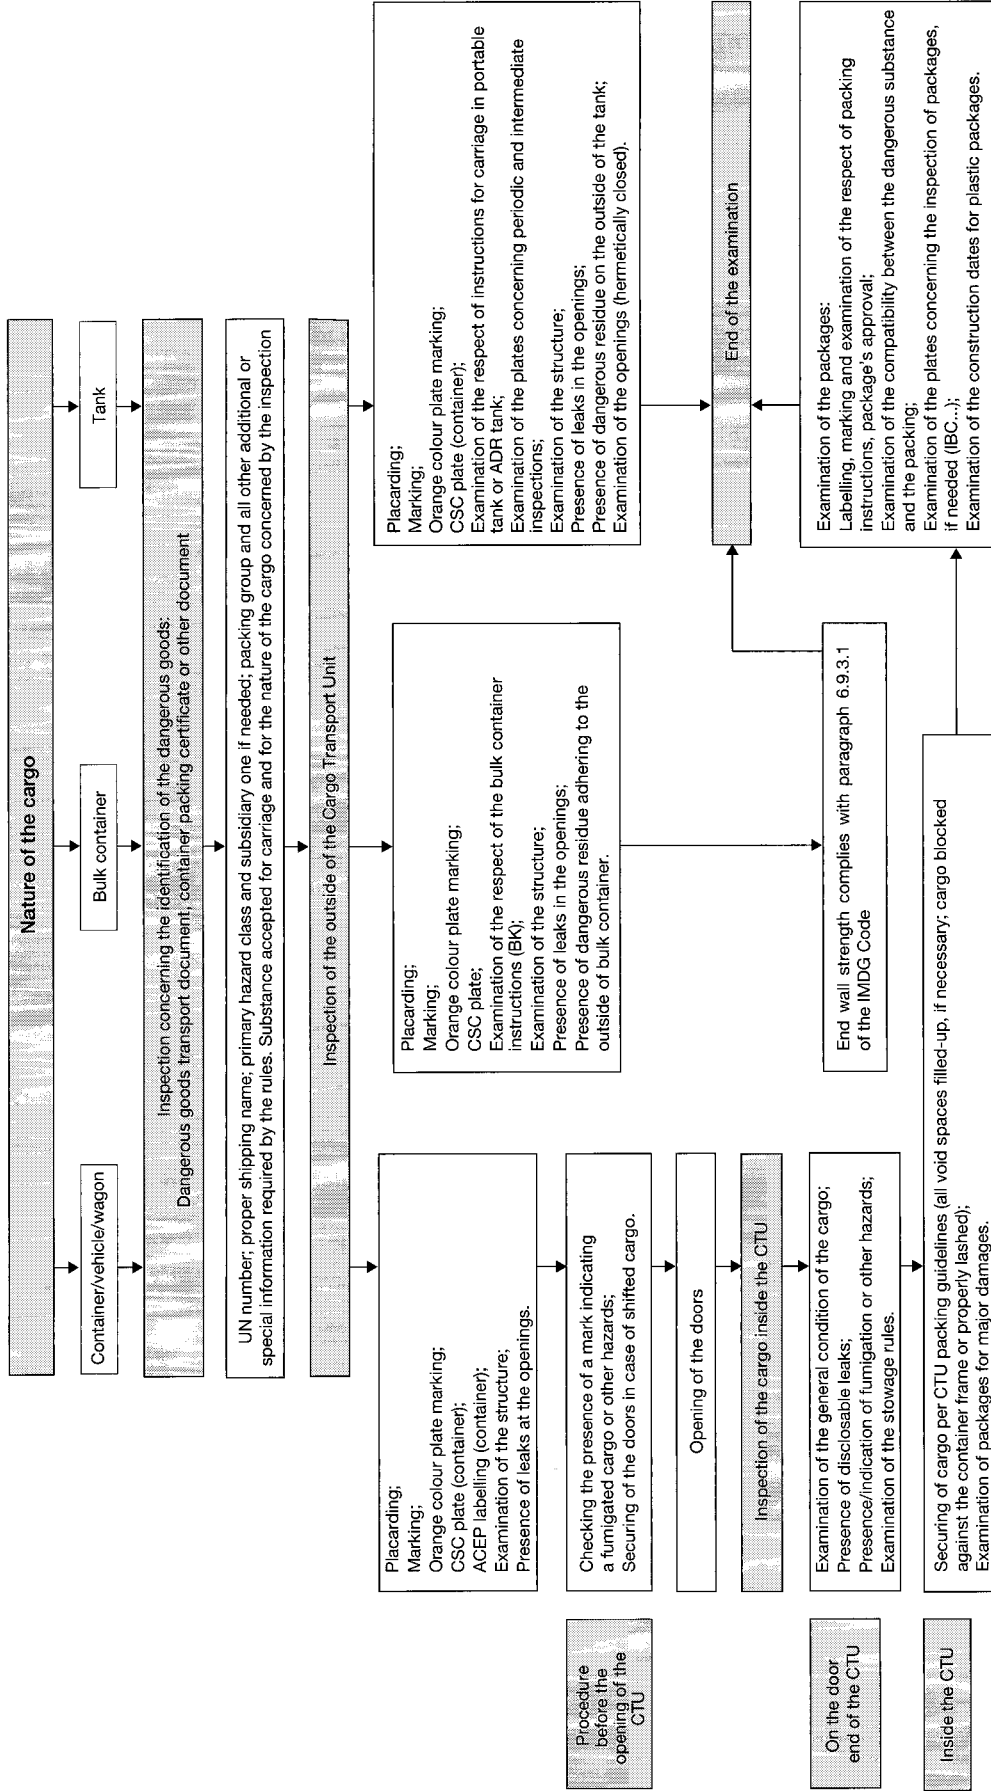 Nature of the cargo
Container/vehicle/wagon
Bulk container
Tank
Inspection concerning the identification of the dangerous goods:
Dangerous goods transport document, container packing certificate or other document
UN number; proper shipping name; primary hazard class and subsidiary one if needed; packing group and all other additional or
special information required by the rules. Substance accepted for carriage and for the nature of the cargo concerned by the inspection
Inspection of the outside of the Cargo Transport Unit
Placarding;
Marking;
Orange colour plate marking;
CSC plate (container);
ACEP labelling (container);
Examination of the structure;
Presence of leaks at the openings.
Placarding;
Marking;
Orange colour plate marking;
CSC plate;
Examination of the respect of the bulk container
instructions (BK);
Examination of the structure;
Presence of leaks in the openings;
Presence of dangerous residue adhering to the
outside of bulk container.
Placarding;
Marking;
Orange colour plate marking;
CSC plate (container);
Examination of the respect of instructions for carriage in portable
tank or ADR tank;
Examination of the plates concerning periodic and intermediate
inspections;
Examination of the structure;
Presence of leaks in the openings;
Presence of dangerous residue on the outside of the tank;
Examination of the openings (hermetically closed).
Procedure
before the
opening of the
CTU
Checking the presence of a mark indicating
a fumigated cargo or other hazards;
Securing of the doors in case of shifted cargo.
Opening of the doors
Inspection of the cargo inside the CTU
End of the examination
On the door
end of the CTU
Examination of the general condition of the cargo;
Presence of disclosable leaks;
Presence/indication of fumigation or other hazards;
Examination of the stowage rules.
End wall strength complies with paragraph 6.9.3.1
of the IMDG Code
Examination of the packages:
Labelling, marking and examination of the respect of packing
instructions, package's approval;
Examination of the compatibility between the dangerous substance
and the packing;
Examination of the plates concerning the inspection of packages,
if needed (IBC...);
Examination of the construction dates for plastic packages.
Inside the CTU
Securing of cargo per CTU packing guidelines (all void spaces filled-up, if necessary; cargo blocked
against the container frame or properly lashed);
Examination of packages for major damages.